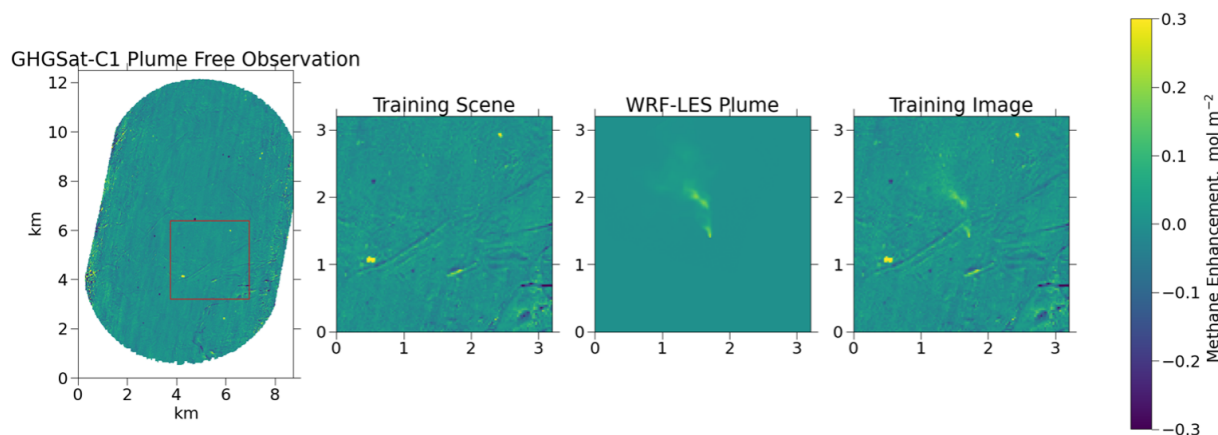 GHGSat-C1 Plume Free Observation
12
10
8
6
4
2
0
km
0 2 4 6 8
km
Training Scene
3
2
1
0
0 1 2 3
WRF-LES Plume
3
2
1
0
0 1 2 3
Training Image
3
2
1
0
0 1 2 3
0.3
0.2
0.1
0.0
−0.1
−0.2
−0.3
Methane Enhancement, mol m⁻²